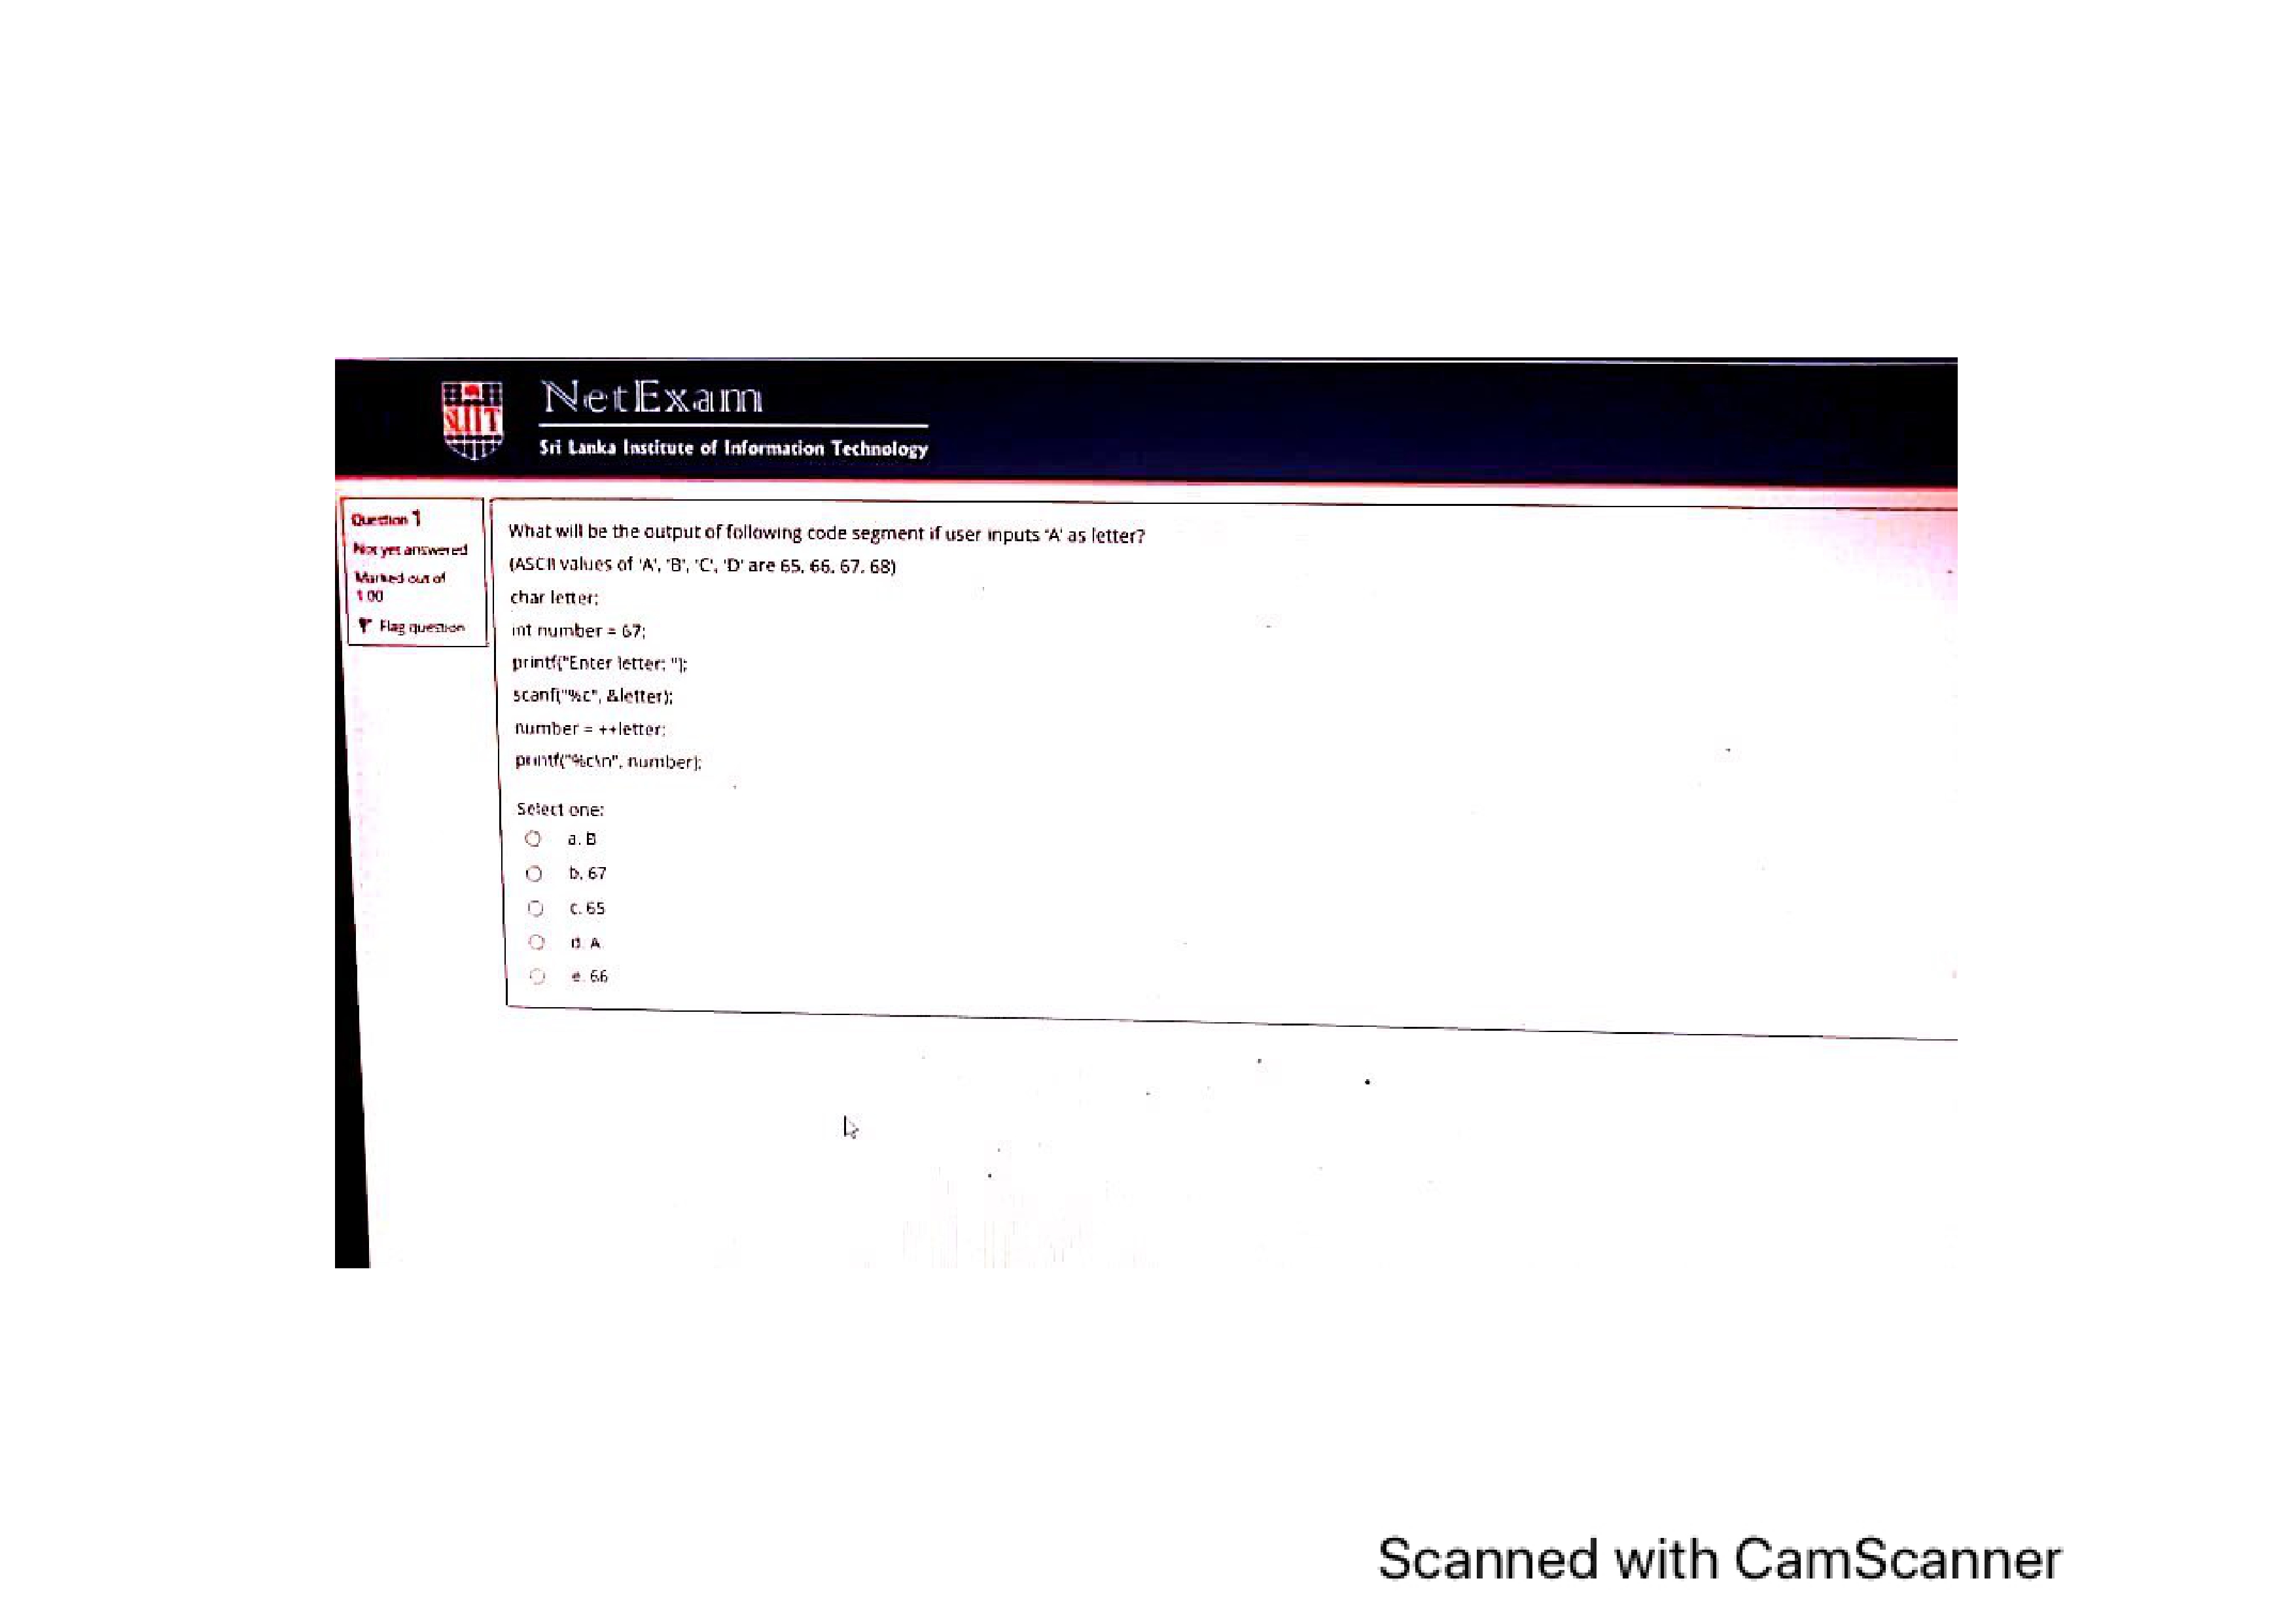 NetExam
Sri Lanka Institute of Information Technology
Question 1
Not yet answered
Marked out of
1.00
Flag question
What will be the output of following code segment if user inputs 'A' as letter?
(ASCII values of 'A', 'B', 'C', 'D' are 65, 66, 67, 68)
char letter;
int number = 67;
printf("Enter letter: ");
scanf("%c", &letter);
number = ++letter;
printf("%c\n", number);
Select one:
a. B
b. 67
c. 65
d. A
e. 66
Scanned with CamScanner